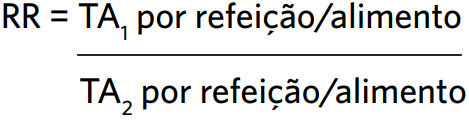 RR = TA₁ por refeição/alimento
TA₂ por refeição/alimento